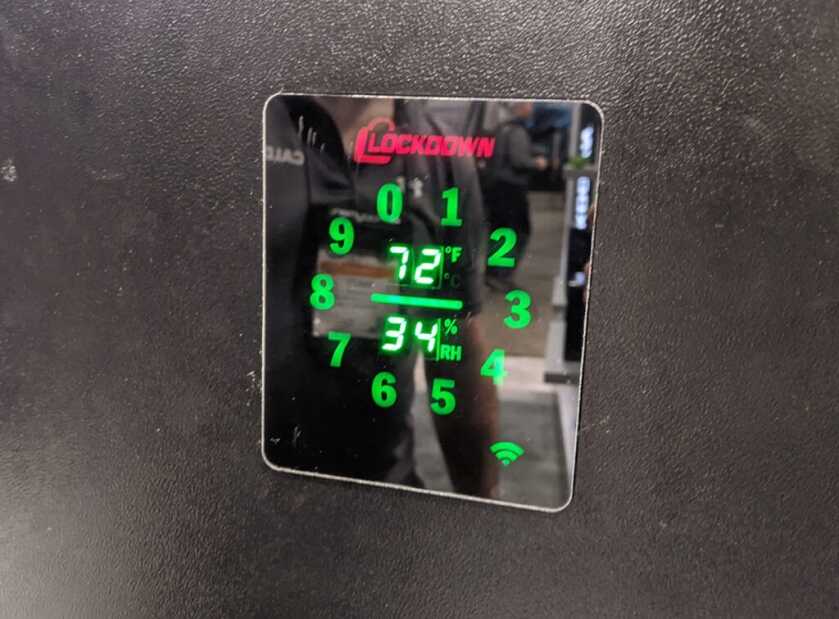 LOCKDOWN
0 1
9 2
72 °F
°C
8 3
34 %
RH
7 4
6 5